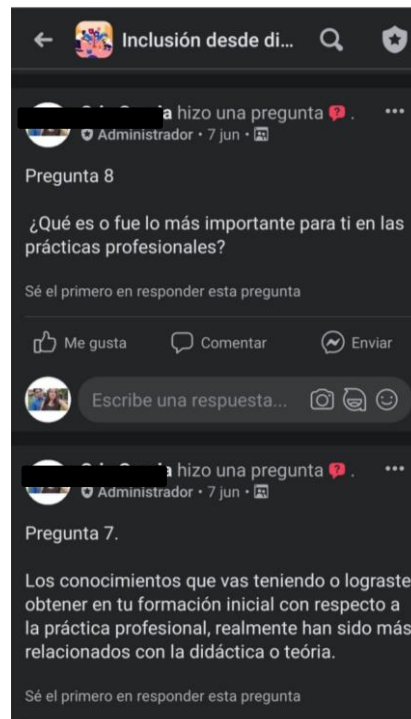 Inclusión desde di...
a hizo una pregunta .
Administrador • 7 jun •
Pregunta 8
¿Qué es o fue lo más importante para ti en las
prácticas profesionales?
Sé el primero en responder esta pregunta
Me gusta Comentar Enviar
Escribe una respuesta...
hizo una pregunta .
Administrador • 7 jun •
Pregunta 7.
Los conocimientos que vas teniendo o lograste
obtener en tu formación inicial con respecto a
la práctica profesional, realmente han sido más
relacionados con la didáctica o teória.
Sé el primero en responder esta pregunta